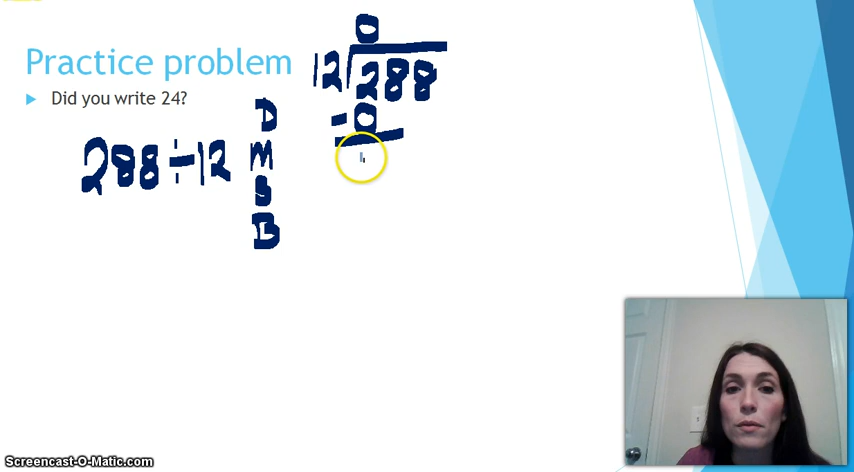 Practice problem
Did you write 24?
288 ÷ 12
D
M
S
B
0
12 288
- 0
Screencast-O-Matic.com